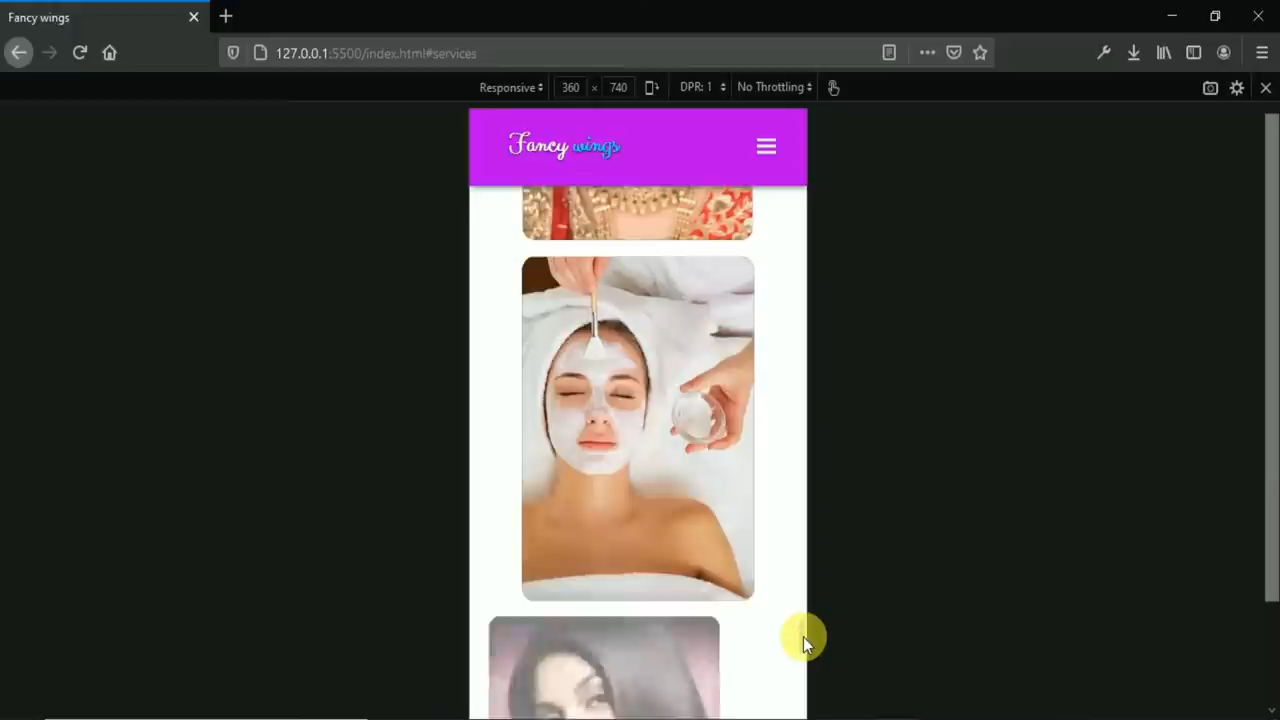 Fancy wings
127.0.0.1:5500/index.html#services
Responsive 360 × 740 DPR: 1 No Throttling
Fancy wings